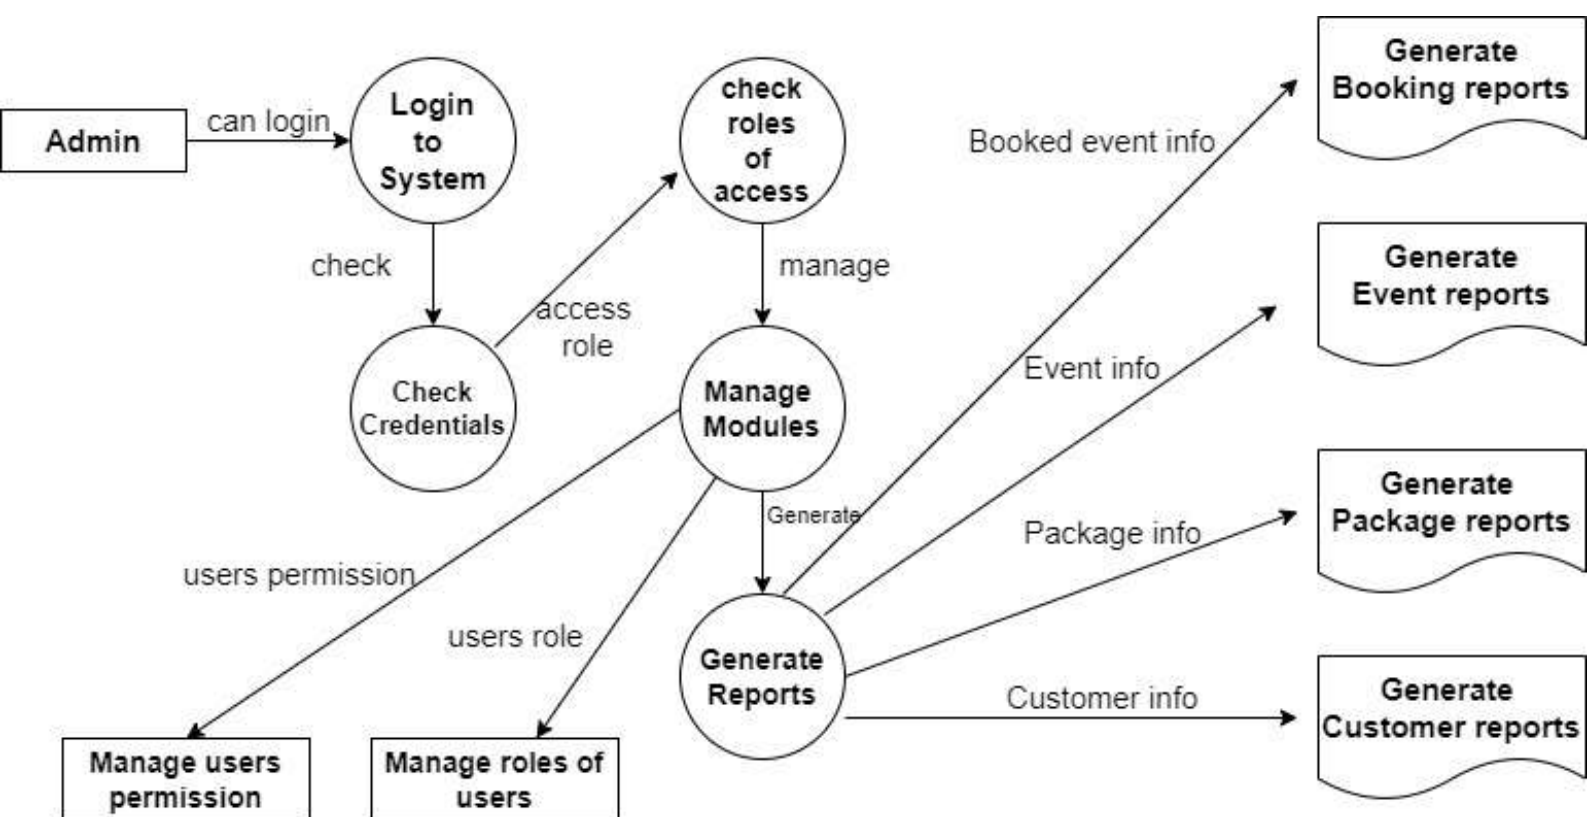 Admin
can login
Login
to
System
check
roles
of
access
check
access
role
manage
Check
Credentials
Manage
Modules
Generate
users permission
users role
Generate
Reports
Manage users
permission
Manage roles of
users
Booked event info
Event info
Package info
Customer info
Generate
Booking reports
Generate
Event reports
Generate
Package reports
Generate
Customer reports